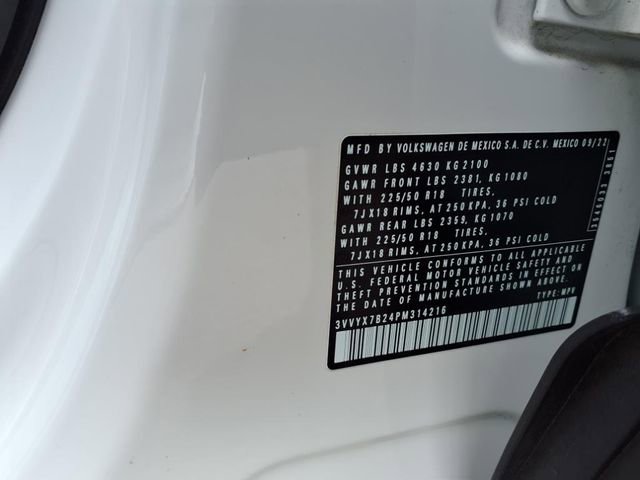 MFD BY VOLKSWAGEN DE MEXICO S.A. DE C.V. MEXICO 09/22
GVWR LBS 4630 KG 2100
GAWR FRONT LBS 2381, KG 1080
WITH 225/50 R18 TIRES,
7JX18 RIMS, AT 250 KPA, 36 PSI COLD
GAWR REAR LBS 2359, KG 1070
WITH 225/50 R18 TIRES,
7JX18 RIMS, AT 250 KPA, 36 PSI COLD
THIS VEHICLE CONFORMS TO ALL APPLICABLE
U.S. FEDERAL MOTOR VEHICLE SAFETY AND
THEFT PREVENTION STANDARDS IN EFFECT ON
THE DATE OF MANUFACTURE SHOWN ABOVE.
3VVYX7B24PM314216 TYPE: MPV